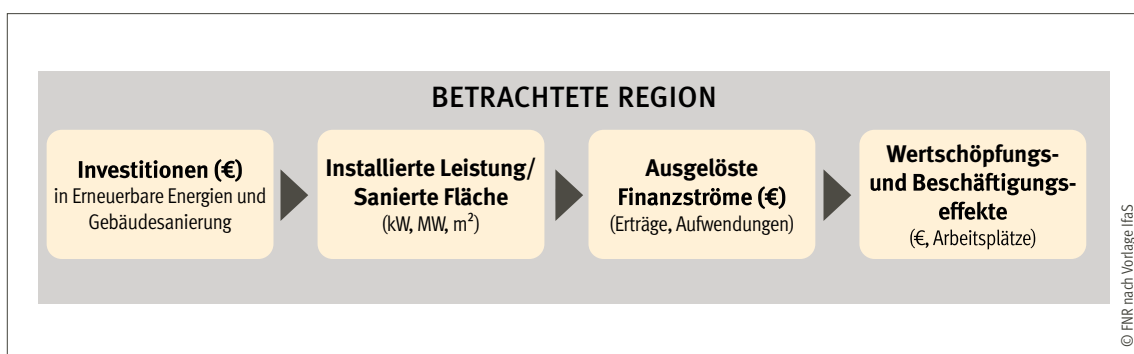 BETRACHTETE REGION
Investitionen (€)
in Erneuerbare Energien und
Gebäudesanierung
Installierte Leistung/
Sanierte Fläche
(kW, MW, m²)
Ausgelöste
Finanzströme (€)
(Erträge, Aufwendungen)
Wertschöpfungs-
und Beschäftigungs-
effekte
(€, Arbeitsplätze)
© FNR nach Vorlage IfaS